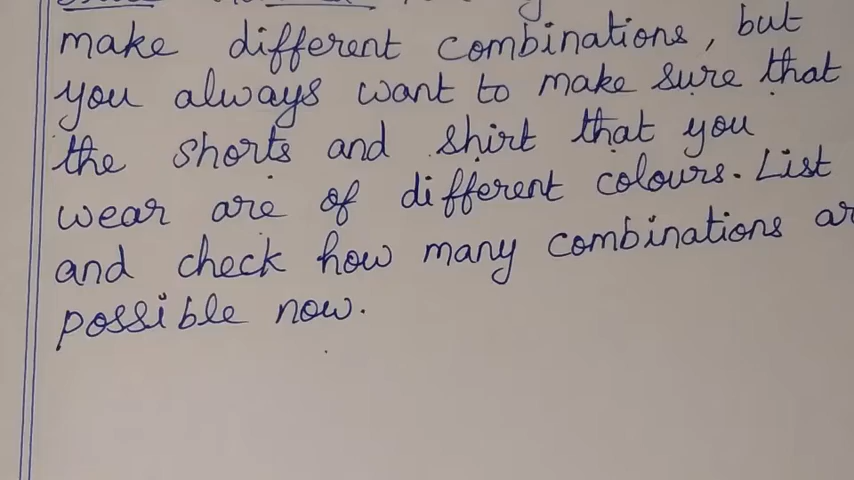 make different combinations, but
you always want to make sure that
the shorts and shirt that you
wear are of different colours. List
and check how many combinations
possible now.